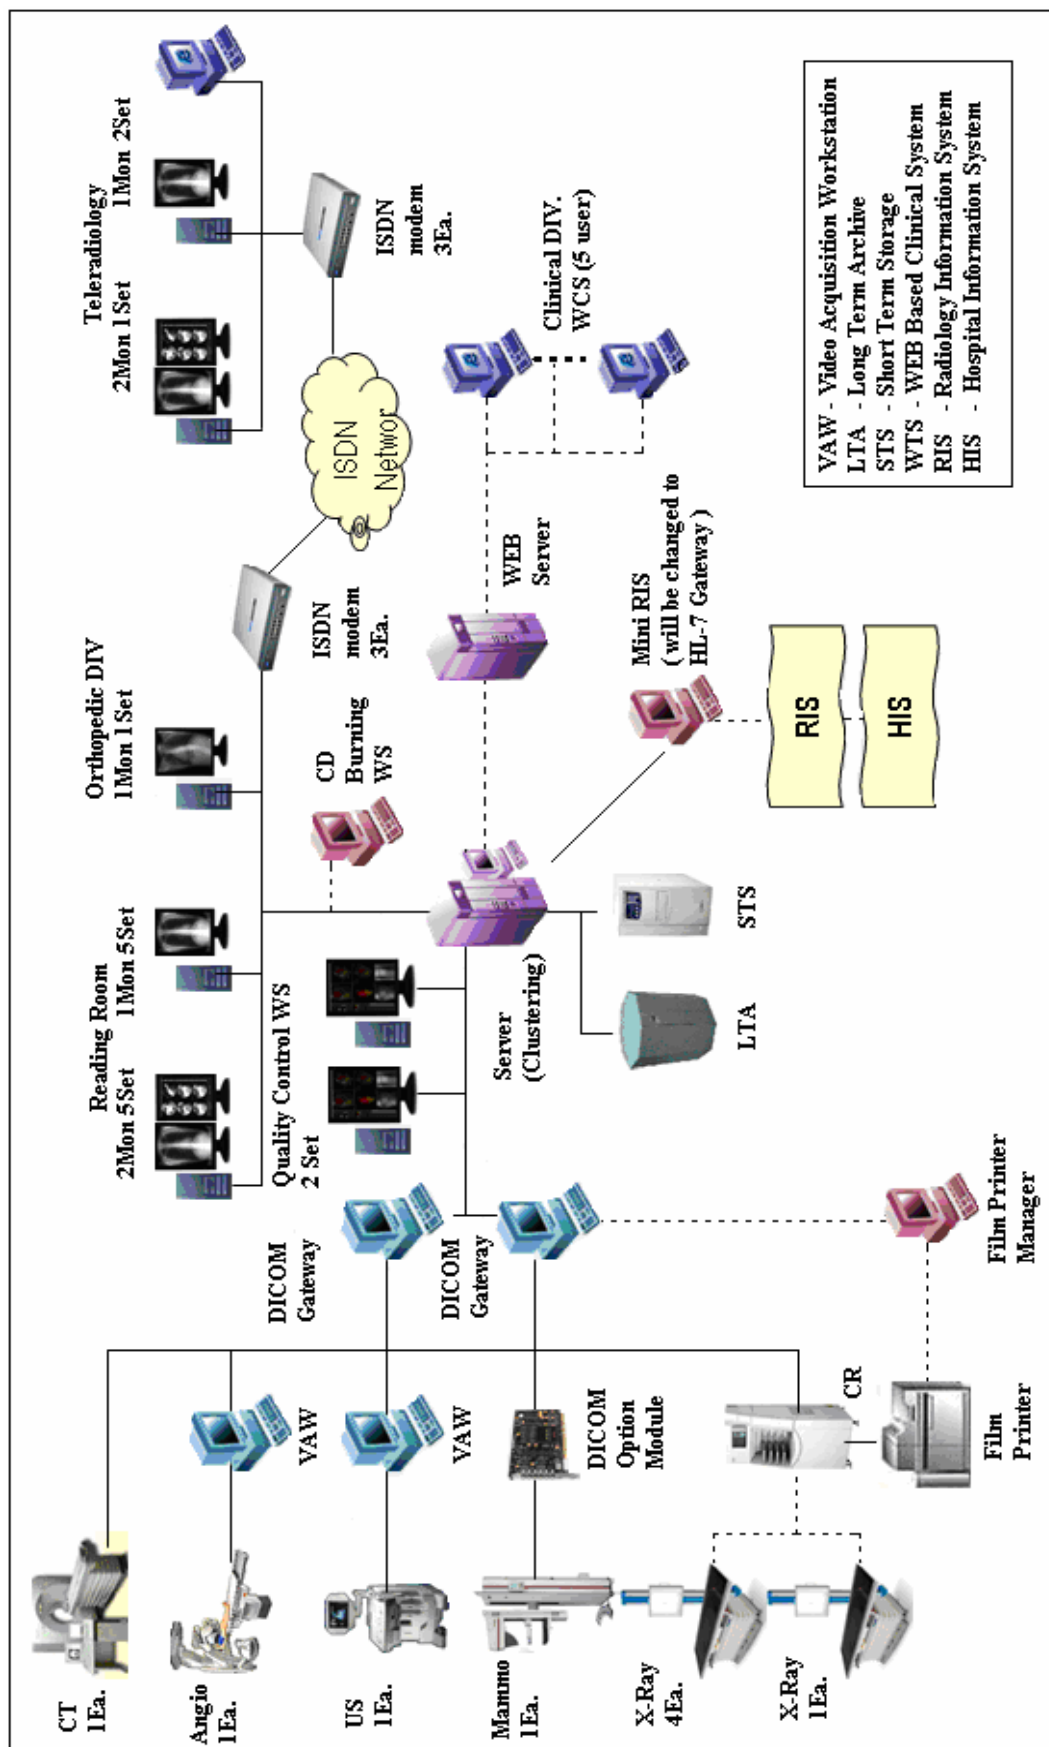 CT
1Ea.
Angio
1Ea.
US
1Ea.
Mammo
1Ea.
X-Ray
4Ea.
X-Ray
1Ea.
VAW
VAW
DICOM
Option
Module
CR
Film
Printer
DICOM
Gateway
DICOM
Gateway
Film Printer
Manager
Reading Room
2Mon 5Set
1Mon 5Set
Quality Control WS
2 Set
Server
(Clustering)
LTA
STS
Orthopedic DIV
1Mon 1Set
CD
Burning
WS
ISDN
modem
3Ea.
WEB
Server
Mini RIS
(will be changed to
HL-7 Gateway )
RIS
HIS
ISDN
Networ
Teleradiology
2Mon 1Set
1Mon 2Set
ISDN
modem
3Ea.
Clinical DIV.
WCS (5 user)
VAW - Video Acquisition Workstation
LTA - Long Term Archive
STS - Short Term Storage
WTS - WEB Based Clinical System
RIS - Radiology Information System
HIS - Hospital Information System